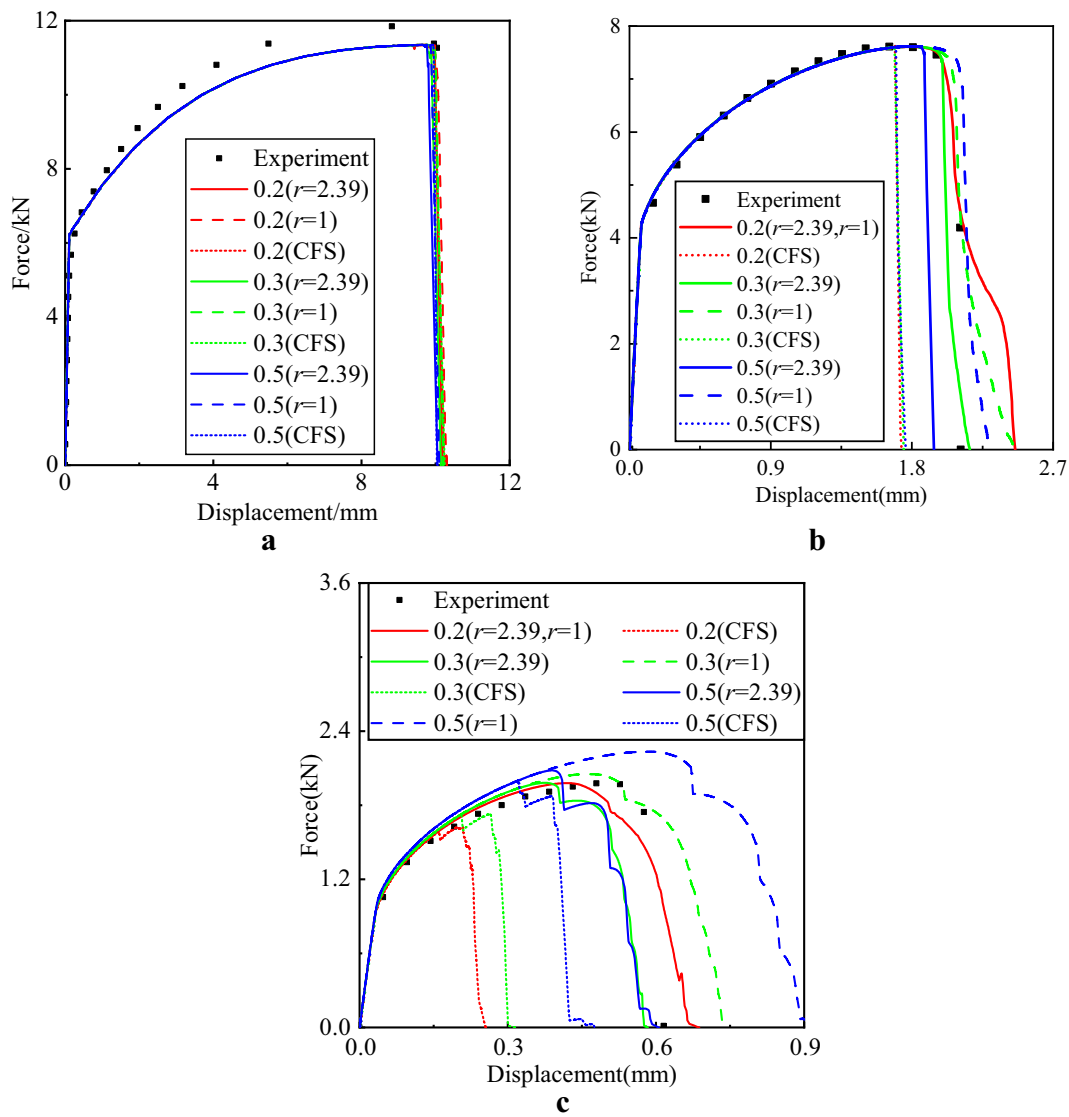 12
8
4
0
Force/kN
Experiment
0.2(r=2.39)
0.2(r=1)
0.2(CFS)
0.3(r=2.39)
0.3(r=1)
0.3(CFS)
0.5(r=2.39)
0.5(r=1)
0.5(CFS)
0 4 8 12
Displacement/mm
a
8
6
4
2
0
Force(kN)
Experiment
0.2(r=2.39,r=1)
0.2(CFS)
0.3(r=2.39)
0.3(r=1)
0.3(CFS)
0.5(r=2.39)
0.5(r=1)
0.5(CFS)
0.0 0.9 1.8 2.7
Displacement(mm)
b
3.6
2.4
1.2
0.0
Force(kN)
Experiment
0.2(r=2.39,r=1) 0.2(CFS)
0.3(r=2.39) 0.3(r=1)
0.3(CFS) 0.5(r=2.39)
0.5(r=1) 0.5(CFS)
0.0 0.3 0.6 0.9
Displacement(mm)
c